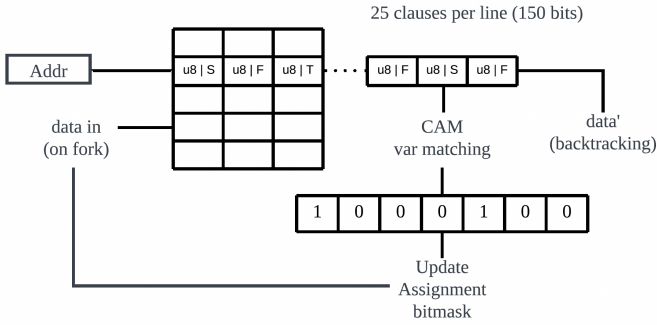 25 clauses per line (150 bits)
Addr
u8 | S u8 | F u8 | T u8 | F u8 | S u8 | F
data in
(on fork)
CAM
var matching
data'
(backtracking)
1 0 0 0 1 0 0
Update
Assignment
bitmask